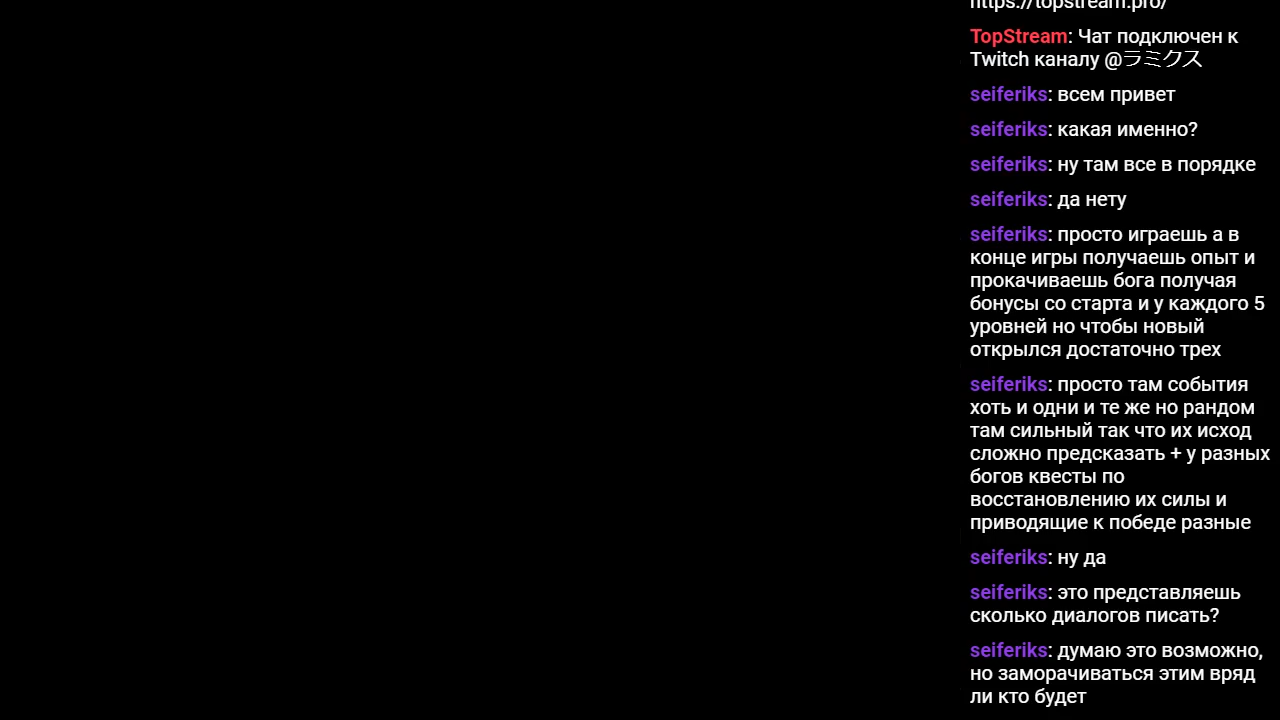 https://topstream.pro/
TopStream: Чат подключен к
Twitch каналу @ラミクス
seiferiks: всем привет
seiferiks: какая именно?
seiferiks: ну там все в порядке
seiferiks: да нету
seiferiks: просто играешь а в
конце игры получаешь опыт и
прокачиваешь бога получая
бонусы со старта и у каждого 5
уровней но чтобы новый
открылся достаточно трех
seiferiks: просто там события
хоть и одни и те же но рандом
там сильный так что их исход
сложно предсказать + у разных
богов квесты по
восстановлению их силы и
приводящие к победе разные
seiferiks: ну да
seiferiks: это представляешь
сколько диалогов писать?
seiferiks: думаю это возможно,
но заморачиваться этим вряд
ли кто будет